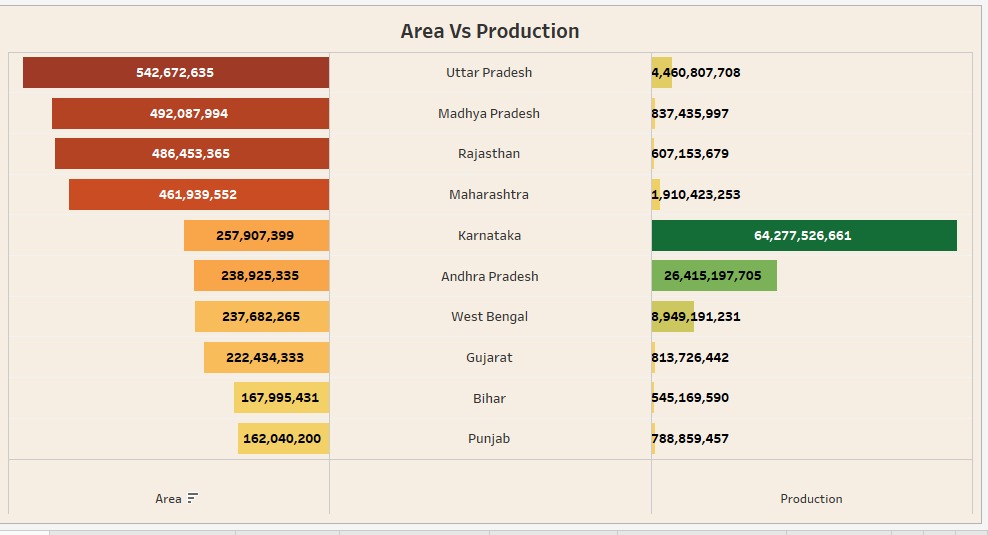 Area Vs Production
542,672,635 Uttar Pradesh 4,460,807,708
492,087,994 Madhya Pradesh 837,435,997
486,453,365 Rajasthan 607,153,679
461,939,552 Maharashtra 1,910,423,253
257,907,399 Karnataka 64,277,526,661
238,925,335 Andhra Pradesh 26,415,197,705
237,682,265 West Bengal 8,949,191,231
222,434,333 Gujarat 813,726,442
167,995,431 Bihar 545,169,590
162,040,200 Punjab 788,859,457
Area Production